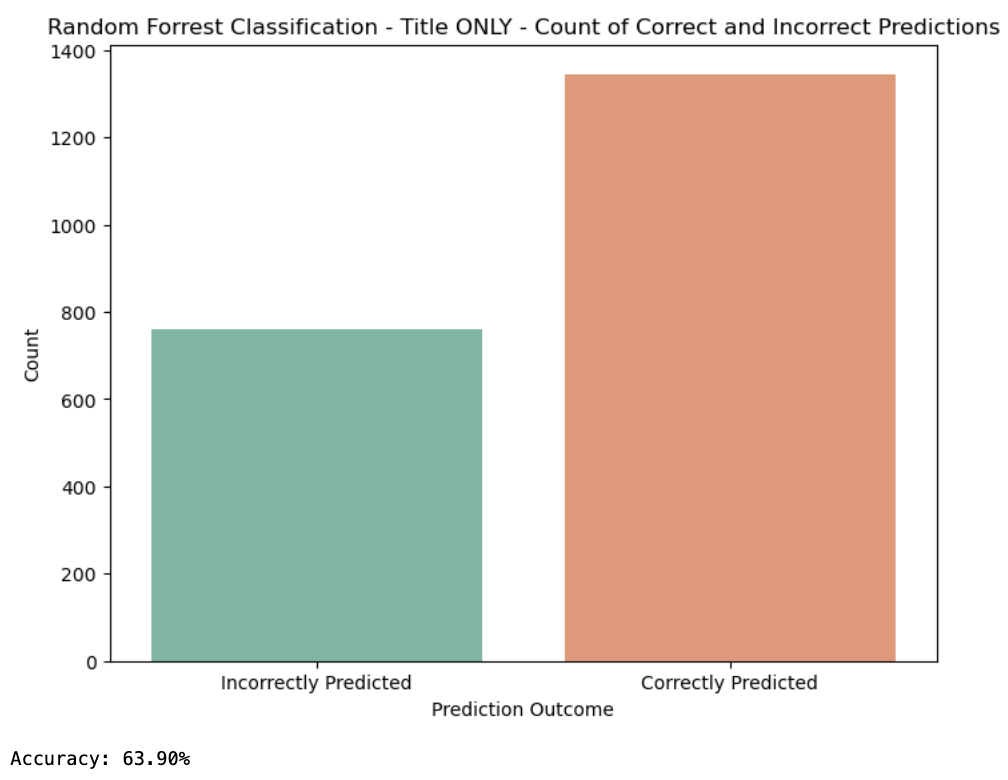 Random Forrest Classification - Title ONLY - Count of Correct and Incorrect Predictions
1400
1200
1000
800
600
400
200
0
Count
Incorrectly Predicted
Correctly Predicted
Prediction Outcome
Accuracy: 63.90%